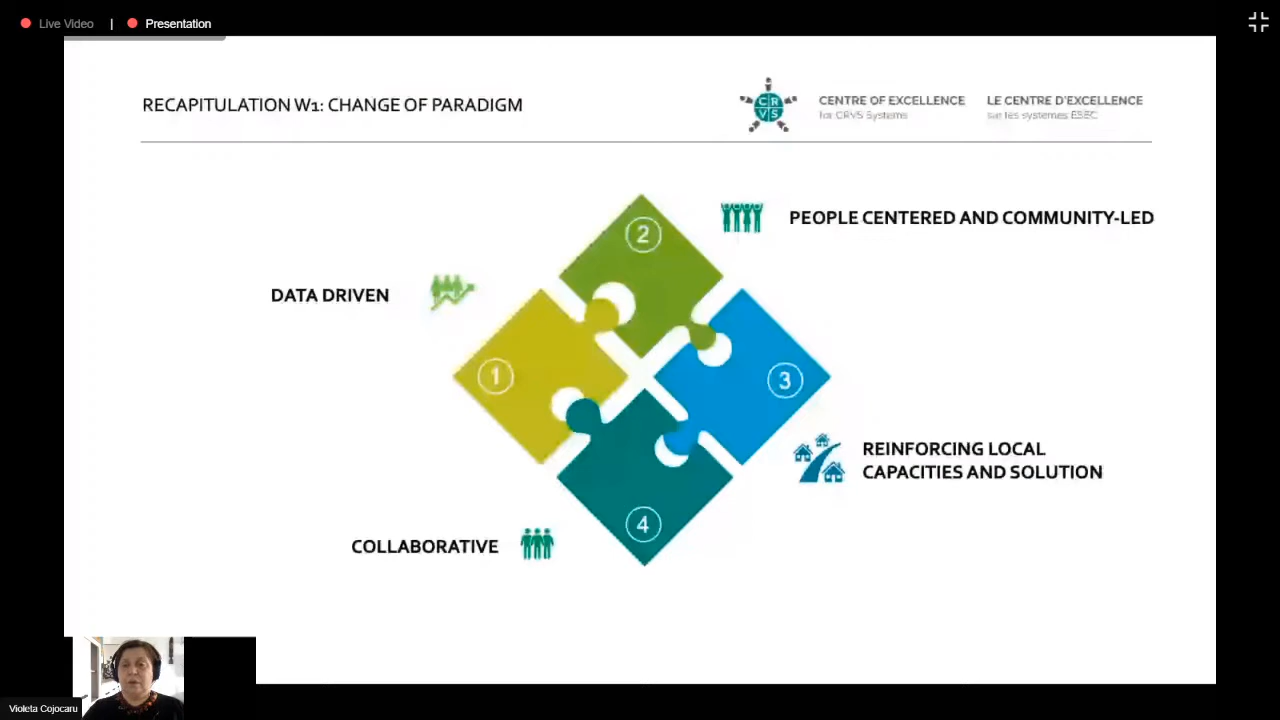 Live Video | Presentation
RECAPITULATION W1: CHANGE OF PARADIGM
CRVS
CENTRE OF EXCELLENCE
for CRVS Systems
LE CENTRE D'EXCELLENCE
sur les systèmes ESEC
2
PEOPLE CENTERED AND COMMUNITY-LED
DATA DRIVEN
1
3
REINFORCING LOCAL
CAPACITIES AND SOLUTION
4
COLLABORATIVE
Violeta Cojocaru